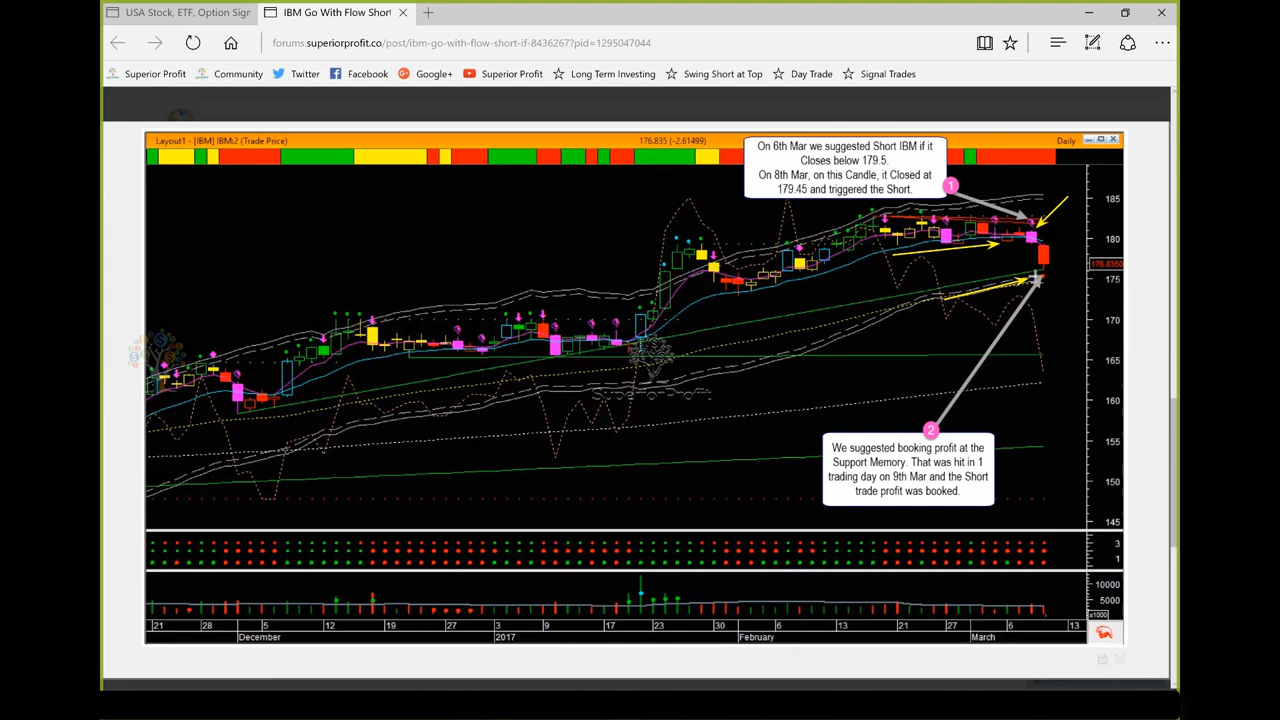 USA Stock, ETF, Option Sigr
IBM Go With Flow Short
forums.superiorprofit.co/post/ibm-go-with-flow-short-if-8436267?pid=1295047044
Superior Profit Community Twitter Facebook Google+ Superior Profit Long Term Investing Swing Short at Top Day Trade Signal Trades
Layout1 - [IBM] IBM:2 (Trade Price) 176.835 (-2.61499) Daily
On 6th Mar we suggested Short IBM if it
Closes below 179.5.
On 8th Mar, on this Candle, it Closed at
179.45 and triggered the Short.
1
185
180
176.8350
175
170
165
160
155
150
145
Superior Profit
2
We suggested booking profit at the
Support Memory. That was hit in 1
trading day on 9th Mar and the Short
trade profit was booked.
3
1
10000
5000
x1000
21 28 5 12 19 27 3 9 17 23 30 6 13 21 27 6 13
December 2017 February March